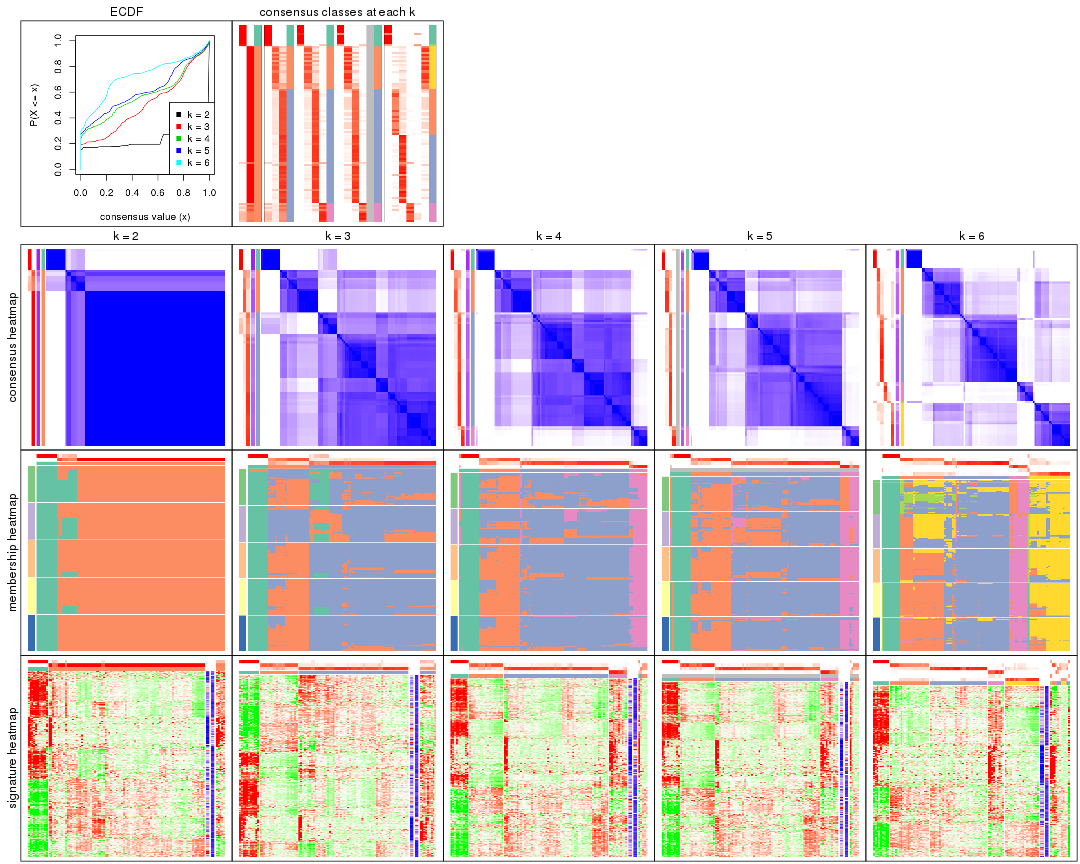 ECDF
consensus classes at each k
P(X <= x)
0.0 0.2 0.4 0.6 0.8 1.0
k = 2
k = 3
k = 4
k = 5
k = 6
0.0 0.2 0.4 0.6 0.8 1.0
consensus value (x)
k = 2
k = 3
k = 4
k = 5
k = 6
consensus heatmap
membership heatmap
signature heatmap